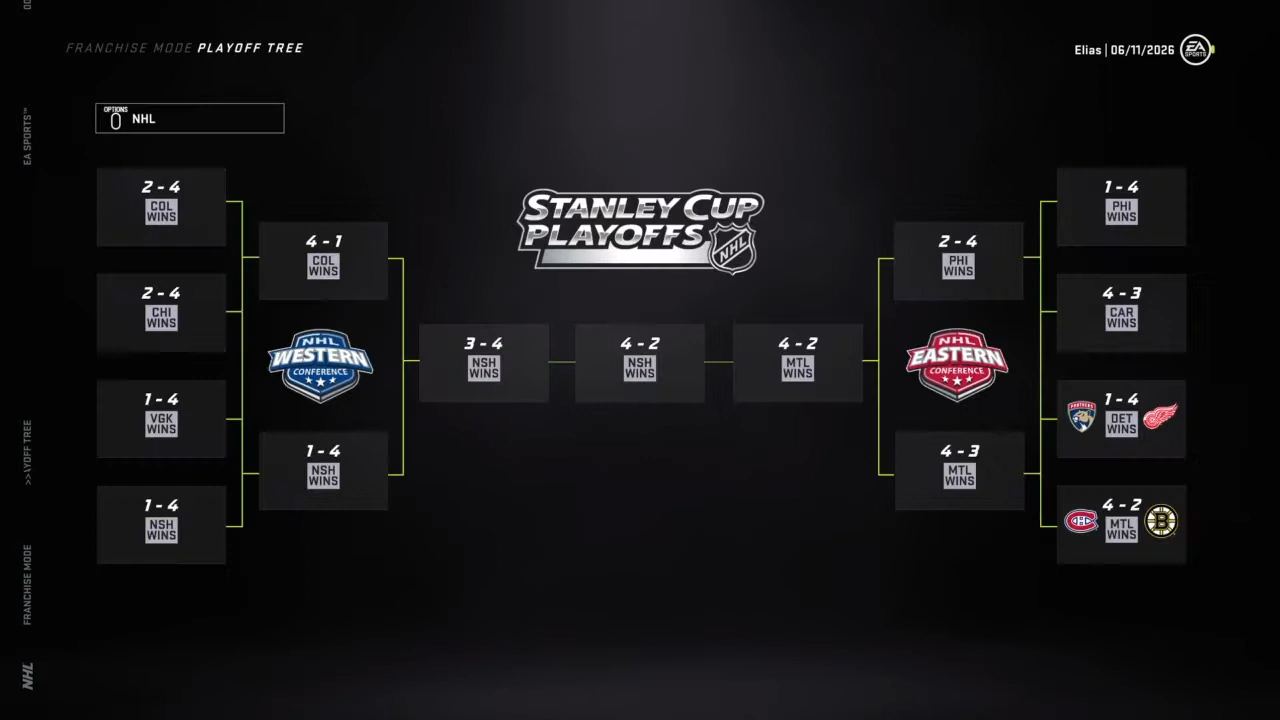 FRANCHISE MODE PLAYOFF TREE
Elias | 06/11/2026
EA SPORTS
OPTIONS
NHL
2 - 4
COL
WINS
2 - 4
CHI
WINS
1 - 4
VGK
WINS
1 - 4
NSH
WINS
4 - 1
COL
WINS
NHL
WESTERN
CONFERENCE
1 - 4
NSH
WINS
3 - 4
NSH
WINS
STANLEY CUP
PLAYOFFS
NHL
4 - 2
NSH
WINS
4 - 2
MTL
WINS
2 - 4
PHI
WINS
NHL
EASTERN
CONFERENCE
4 - 3
MTL
WINS
1 - 4
PHI
WINS
4 - 3
CAR
WINS
PANTHERS
1 - 4
DET
WINS
4 - 2
MTL
WINS
B
EA SPORTS™
FRANCHISE MODE
NHL